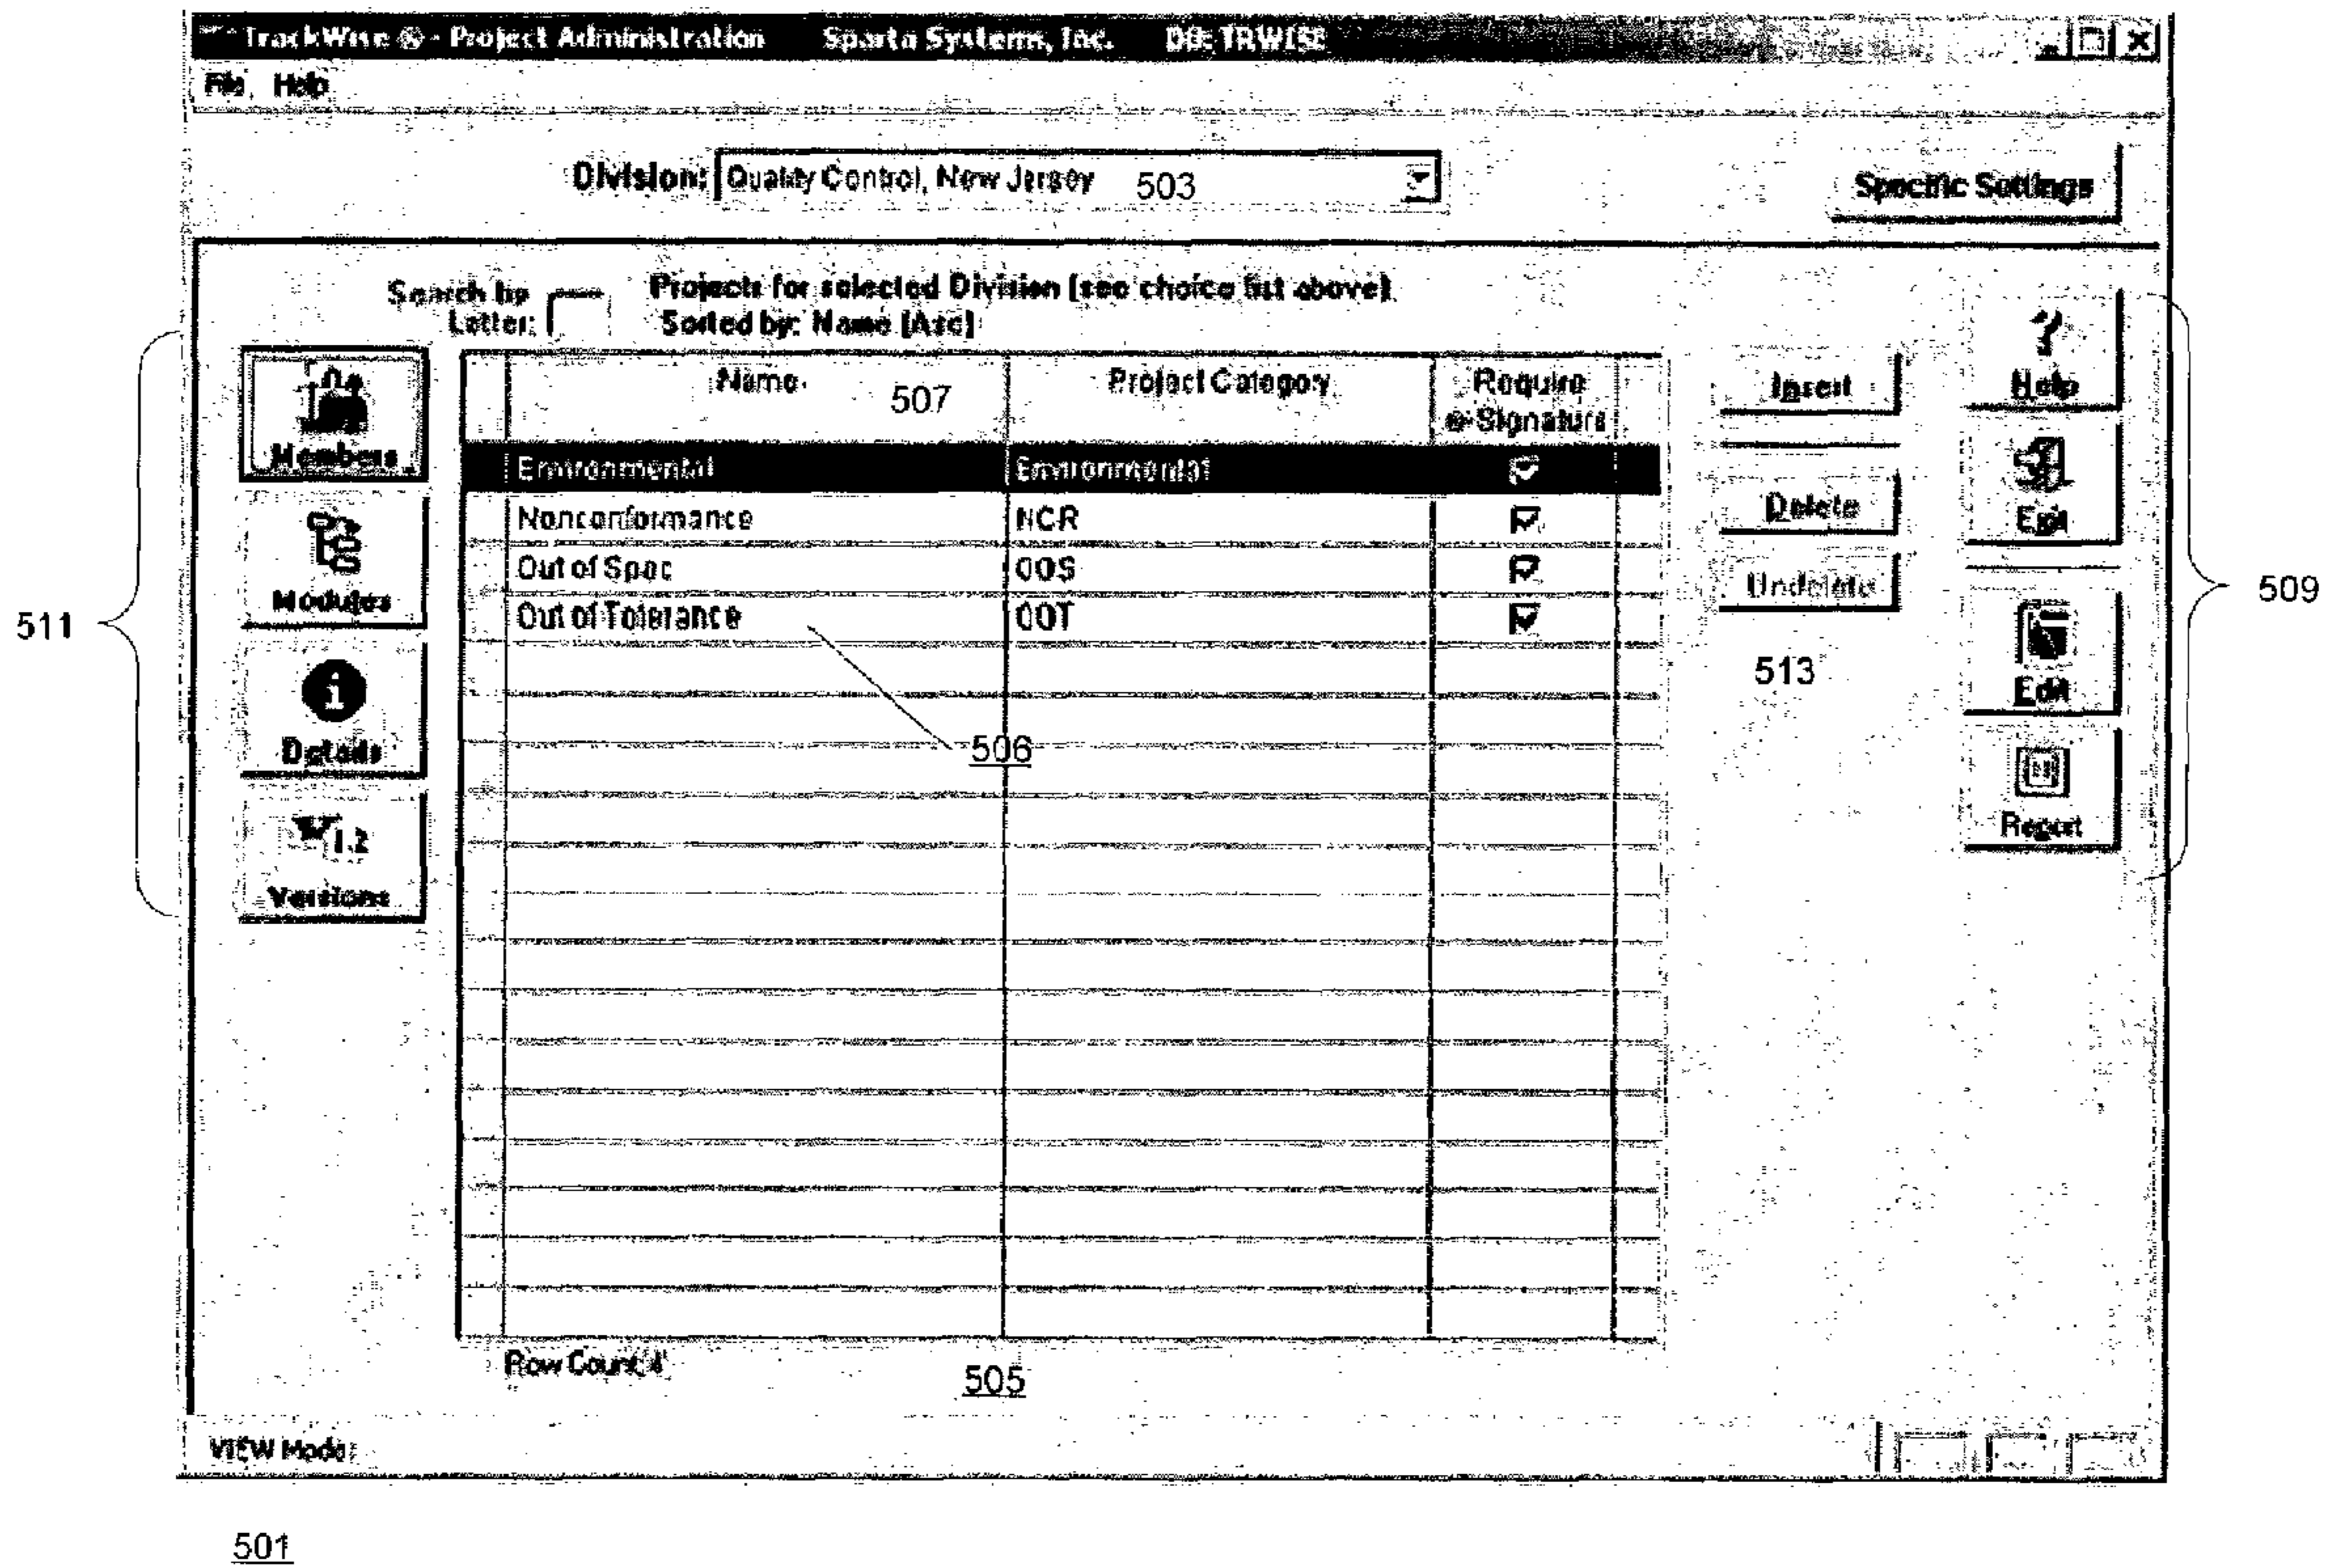 TrackWise ® - Project Administration Sparta Systems, Inc. DB: TRWISE
File Help
Division: Quality Control, New Jersey 503
Specific Settings
Search by Letter:
Projects for selected Division (see choice list above)
Sorted by: Name (Asc)
Name 507 Project Category Require e-Signature
Environmental Environmental
Nonconformance NCR
Out of Spec OOS
Out of Tolerance OOT
506
Row Count: 4
505
511
Members
Modules
Details
1.2
Versions
Insert
Delete
Undelete
513
?
Help
Exit
Edit
Report
509
VIEW Mode
501